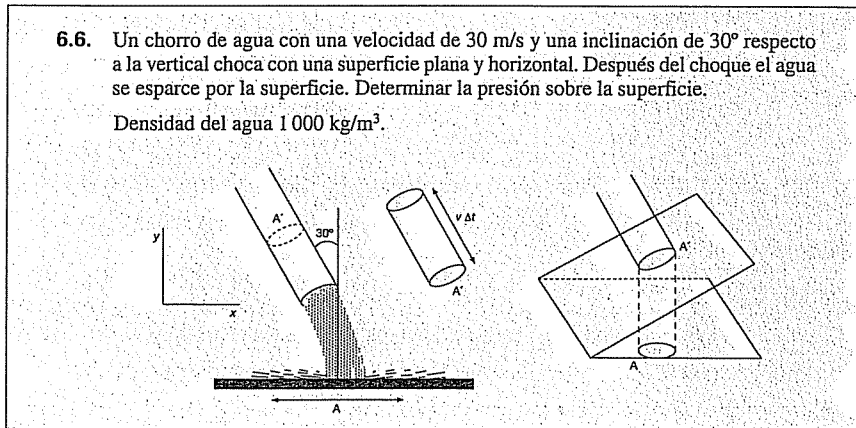 6.6. Un chorro de agua con una velocidad de 30 m/s y una inclinación de 30° respecto
a la vertical choca con una superficie plana y horizontal. Después del choque el agua
se esparce por la superficie. Determinar la presión sobre la superficie.
Densidad del agua 1 000 kg/m³.
y
x
A'
30°
A
v Δt
A'
A'
A